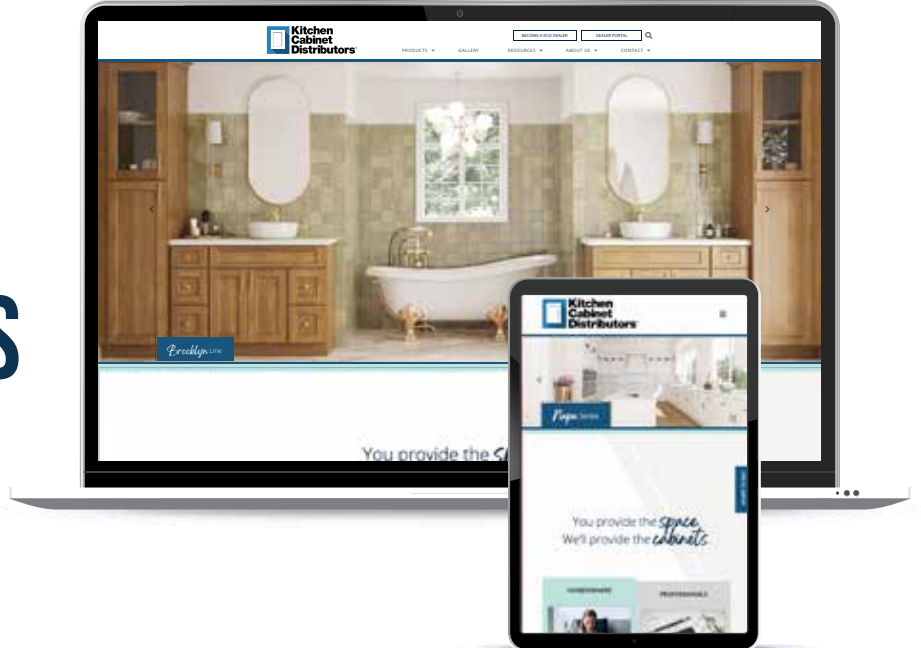 Kitchen
Cabinet
Distributors
BECOME A KCD DEALER
DEALER PORTAL
PRODUCTS
GALLERY
RESOURCES
ABOUT US
CONTACT
Brooklyn Line
You provide the
S
Kitchen
Cabinet
Distributors
Napa Series
You provide the space
We'll provide the cabinets
HOMEOWNERS
PROFESSIONALS